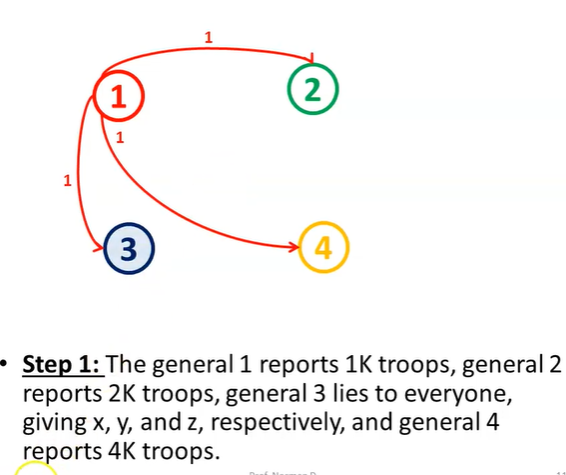 1
1
2
1
1
3
4
• Step 1: The general 1 reports 1K troops, general 2
reports 2K troops, general 3 lies to everyone,
giving x, y, and z, respectively, and general 4
reports 4K troops.